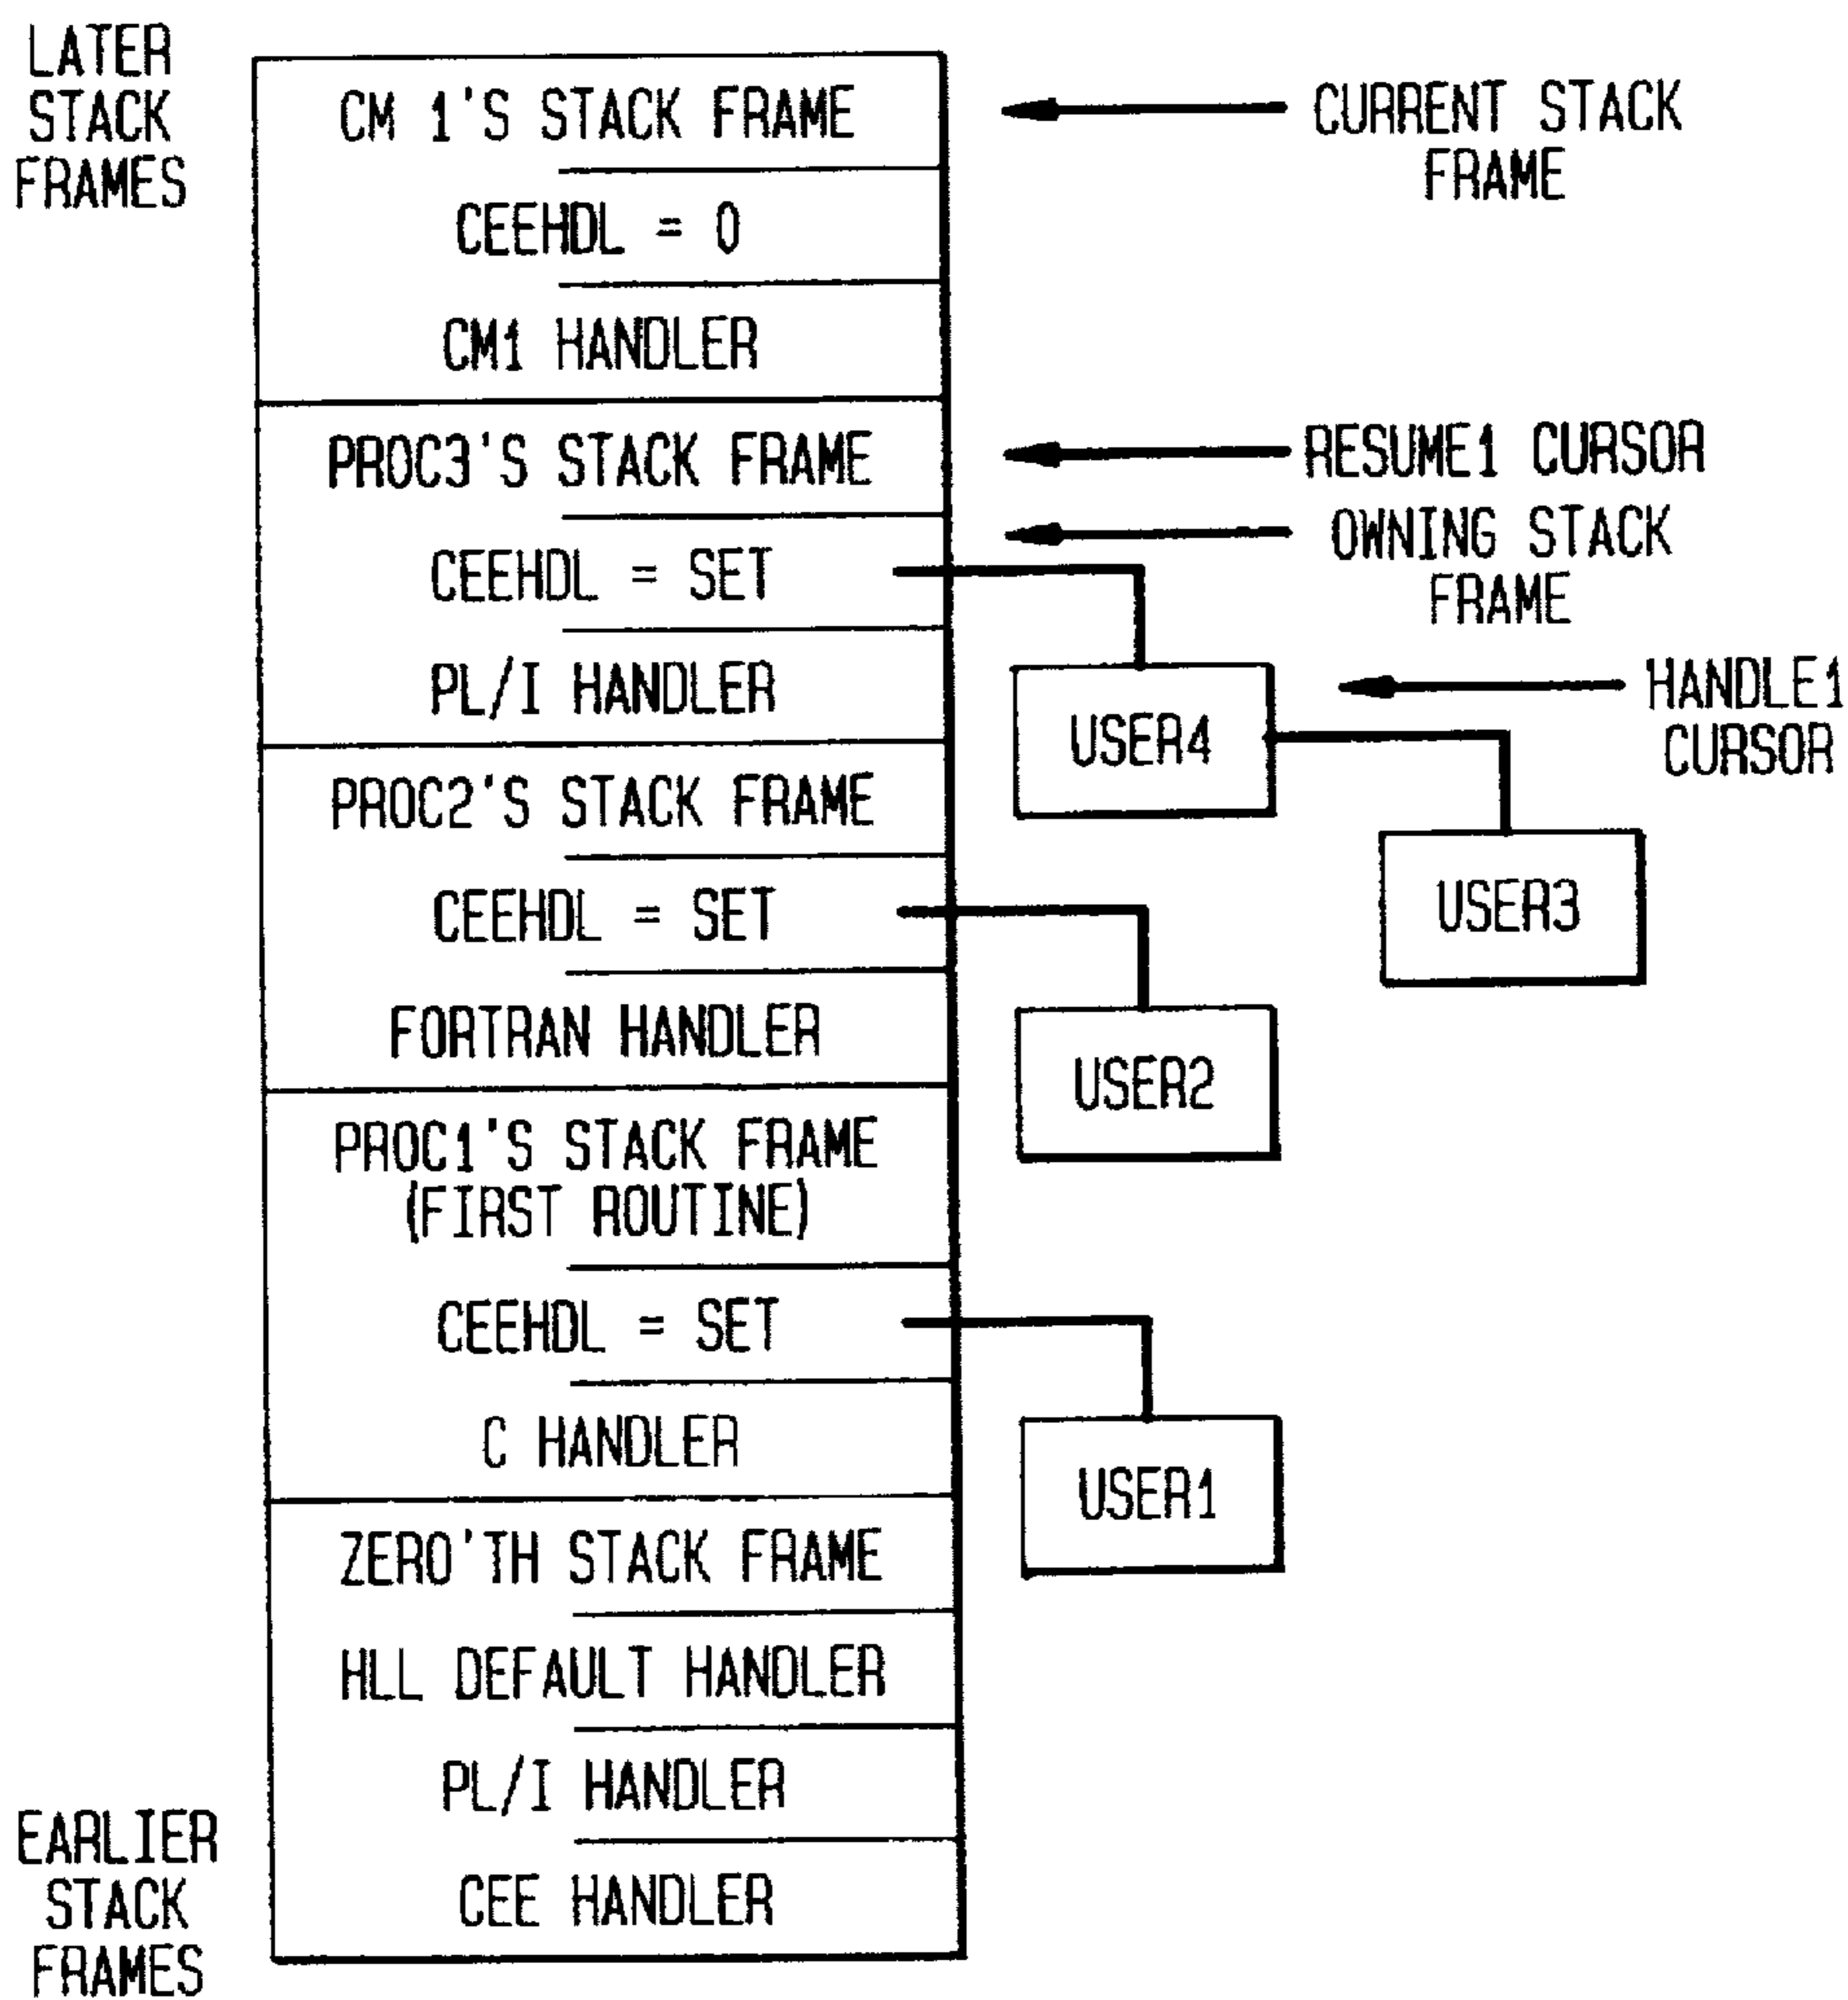 LATER
STACK
FRAMES
CM 1'S STACK FRAME
CURRENT STACK
FRAME
CEEHDL = 0
CM1 HANDLER
PROC3'S STACK FRAME
RESUME1 CURSOR
OWNING STACK
FRAME
CEEHDL = SET
PL/I HANDLER
HANDLE1
CURSOR
USER4
PROC2'S STACK FRAME
USER3
CEEHDL = SET
FORTRAN HANDLER
USER2
PROC1'S STACK FRAME
(FIRST ROUTINE)
CEEHDL = SET
C HANDLER
USER1
ZERO'TH STACK FRAME
HLL DEFAULT HANDLER
PL/I HANDLER
CEE HANDLER
EARLIER
STACK
FRAMES